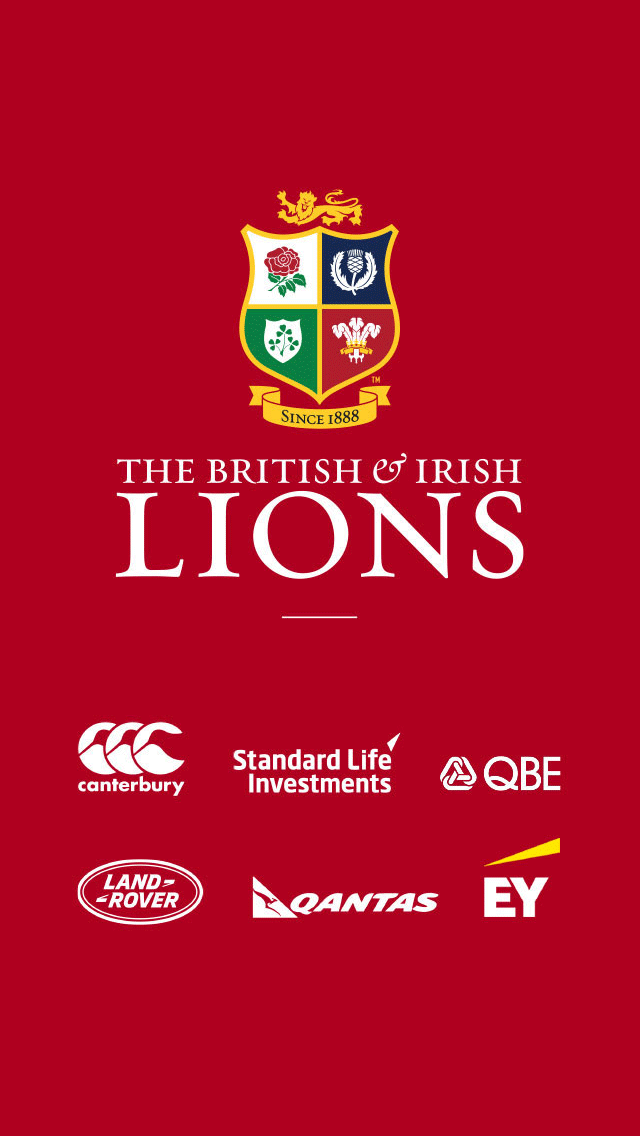 TM
SINCE 1888
THE BRITISH & IRISH
LIONS
canterbury
Standard Life
Investments
QBE
LAND-
-ROVER
QANTAS
EY